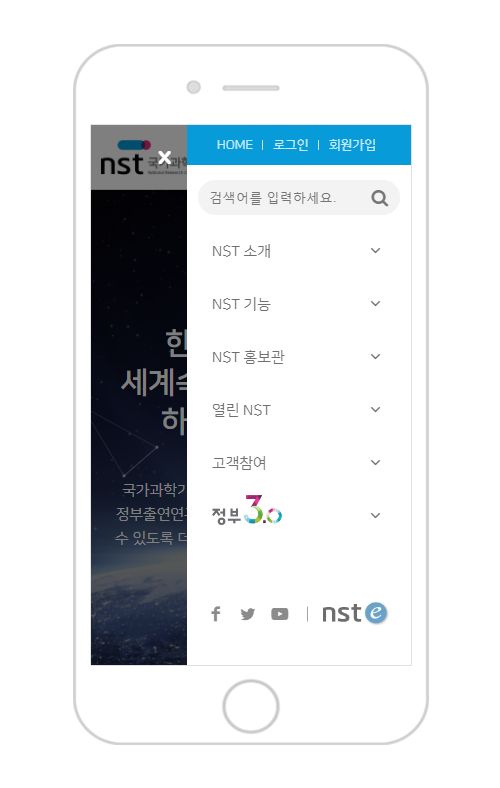 HOME | 로그인 | 회원가입
nst 국가과학
검색어를 입력하세요.
NST 소개
NST 기능
NST 홍보관
열린 NST
고객참여
정부 3.0
세계속
하
국가과학기
정부출연연구
수 있도록 더
nst e